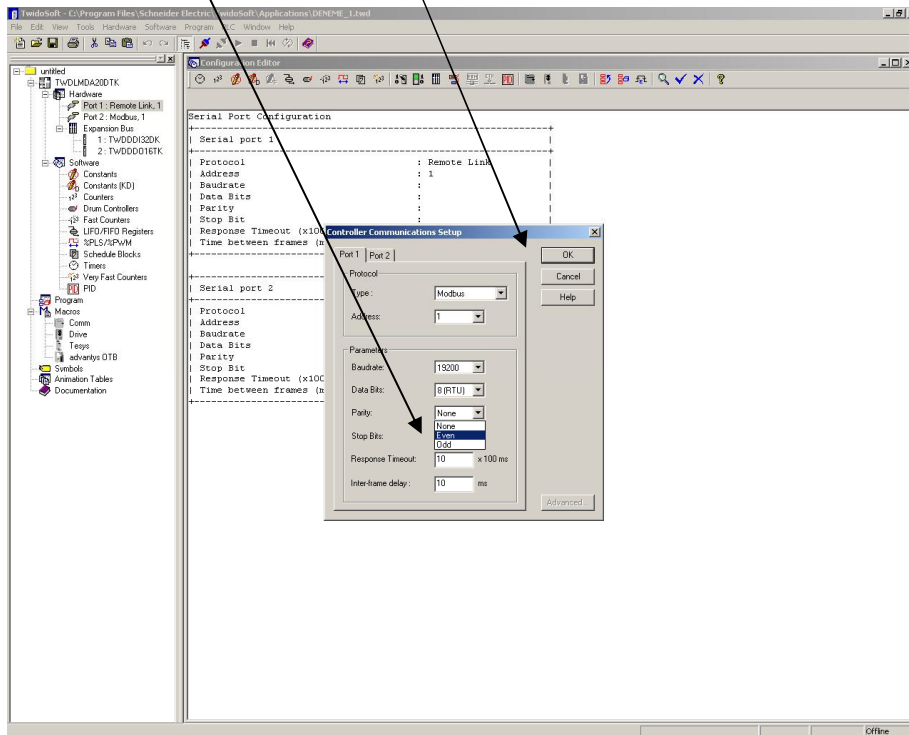 TwidoSoft - C:\Program Files\Schneider Electric\TwidoSoft\Applications\DENEME_1.twd
File Edit View Tools Hardware Software Program PLC Window Help
untitled
TWDLMDA20DTK
Hardware
Port 1 : Remote Link, 1
Port 2 : Modbus, 1
Expansion Bus
1 : TWDDDI32DK
2 : TWDDDO16TK
Software
Constants
Constants (KD)
Counters
Drum Controllers
Fast Counters
LIFO/FIFO Registers
%PLS/%PWM
Schedule Blocks
Timers
Very Fast Counters
PID
Program
Macros
Comm
Drive
Tesys
advantys OTB
Symbols
Animation Tables
Documentation
Configuration Editor
Serial Port Configuration
Serial port 1
Protocol : Remote Link
Address : 1
Baudrate :
Data Bits :
Parity :
Stop Bit :
Response Timeout (x100
Time between frames (m
Serial port 2
Protocol
Address
Baudrate
Data Bits
Parity
Stop Bit
Response Timeout (x100
Time between frames (m
Controller Communications Setup
Port 1 Port 2
Protocol
Type : Modbus
Address: 1
Parameters
Baudrate: 19200
Data Bits: 8 (RTU)
Parity: None
None
Even
Odd
Stop Bits:
Response Timeout: 10 x 100 ms
Inter-frame delay : 10 ms
OK
Cancel
Help
Advanced...
Offline